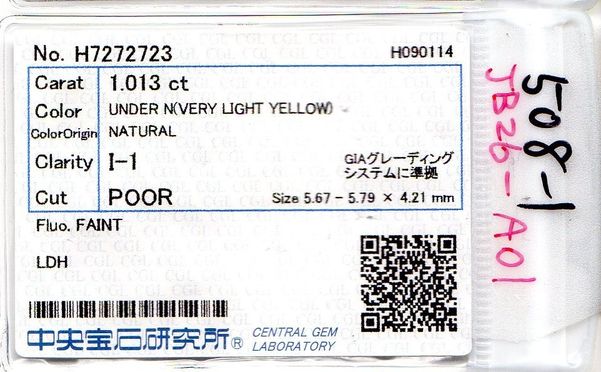 No. H7272723
H090114
Carat 1.013 ct
Color UNDER N(VERY LIGHT YELLOW)
ColorOrigin NATURAL
Clarity I-1
GIAグレーディング
システムに準拠
Cut POOR
Size 5.67 - 5.79 × 4.21 mm
Fluo. FAINT
LDH
中央宝石研究所®
CENTRAL GEM
LABORATORY
508-1
JB26-A01